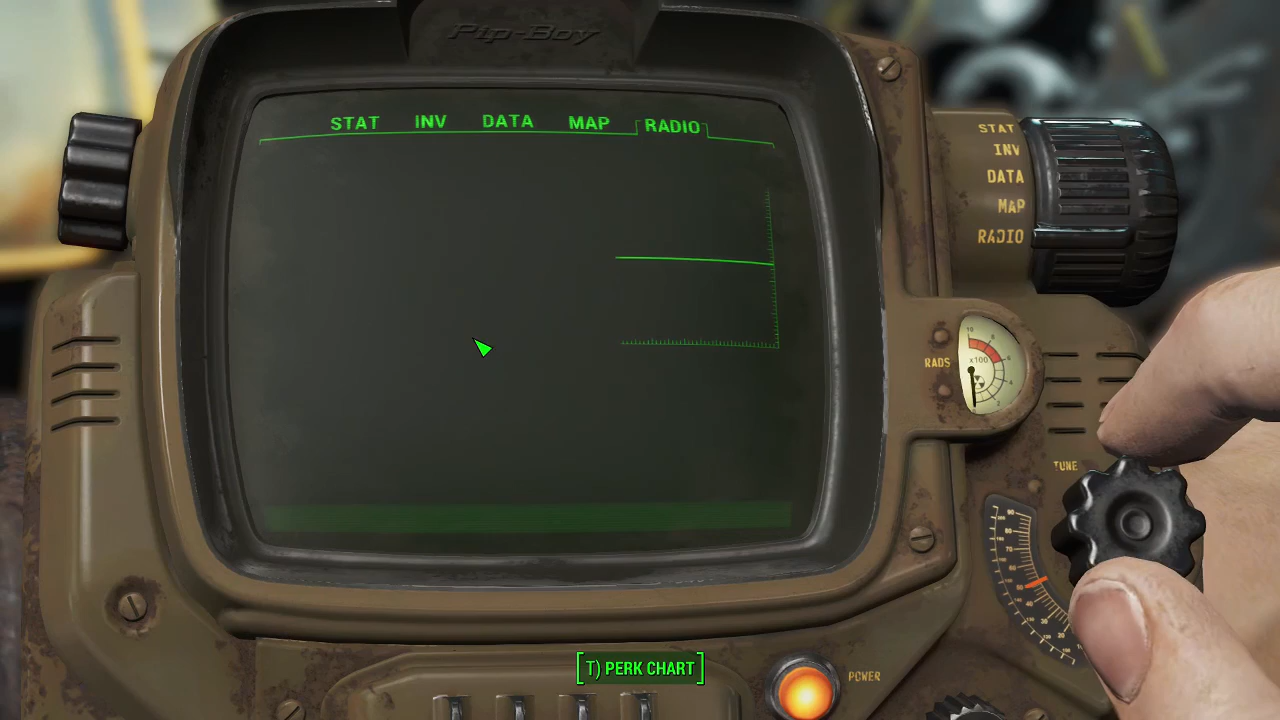 Pip-Boy
STAT INV DATA MAP RADIO
STAT
INV
DATA
MAP
RADIO
RADS
x100
TUNE
[T) PERK CHART]
POWER